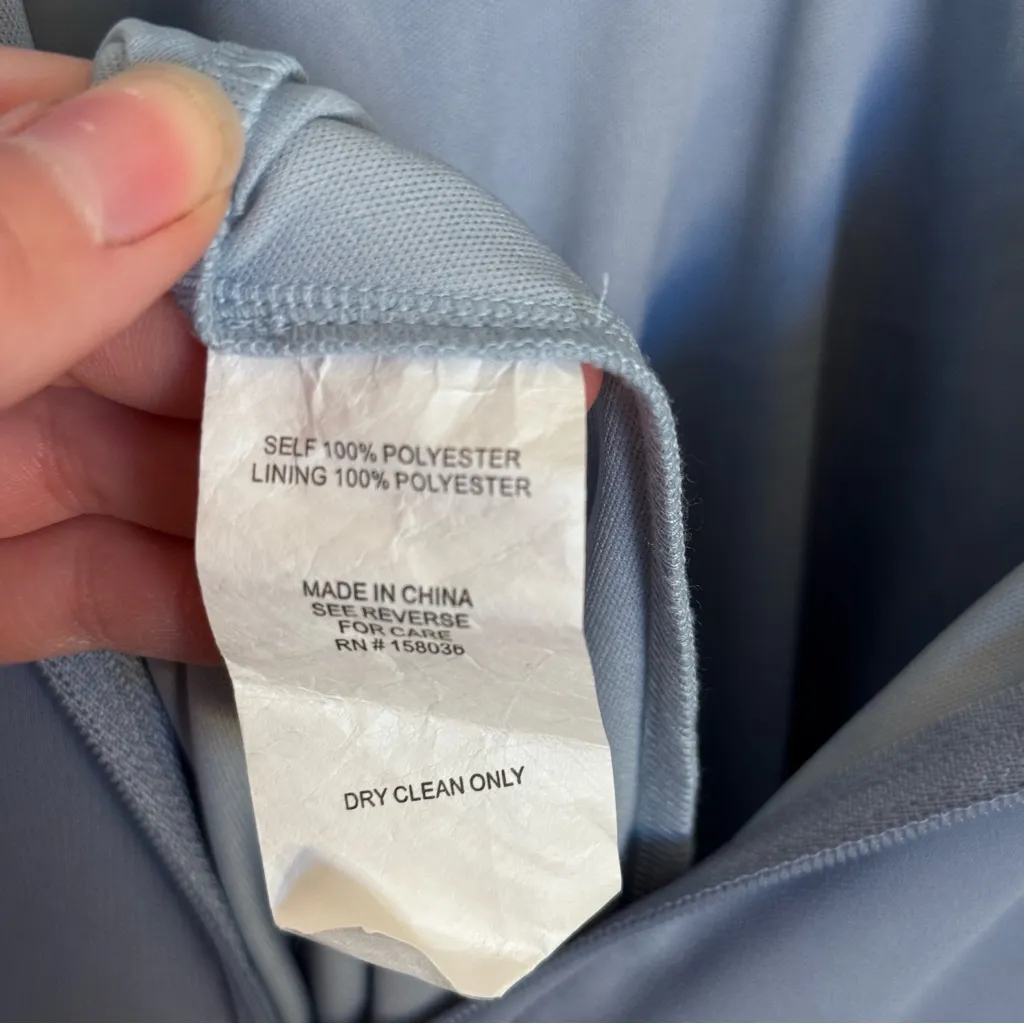 SELF 100% POLYESTER
LINING 100% POLYESTER
MADE IN CHINA
SEE REVERSE
FOR CARE
RN # 158036
DRY CLEAN ONLY